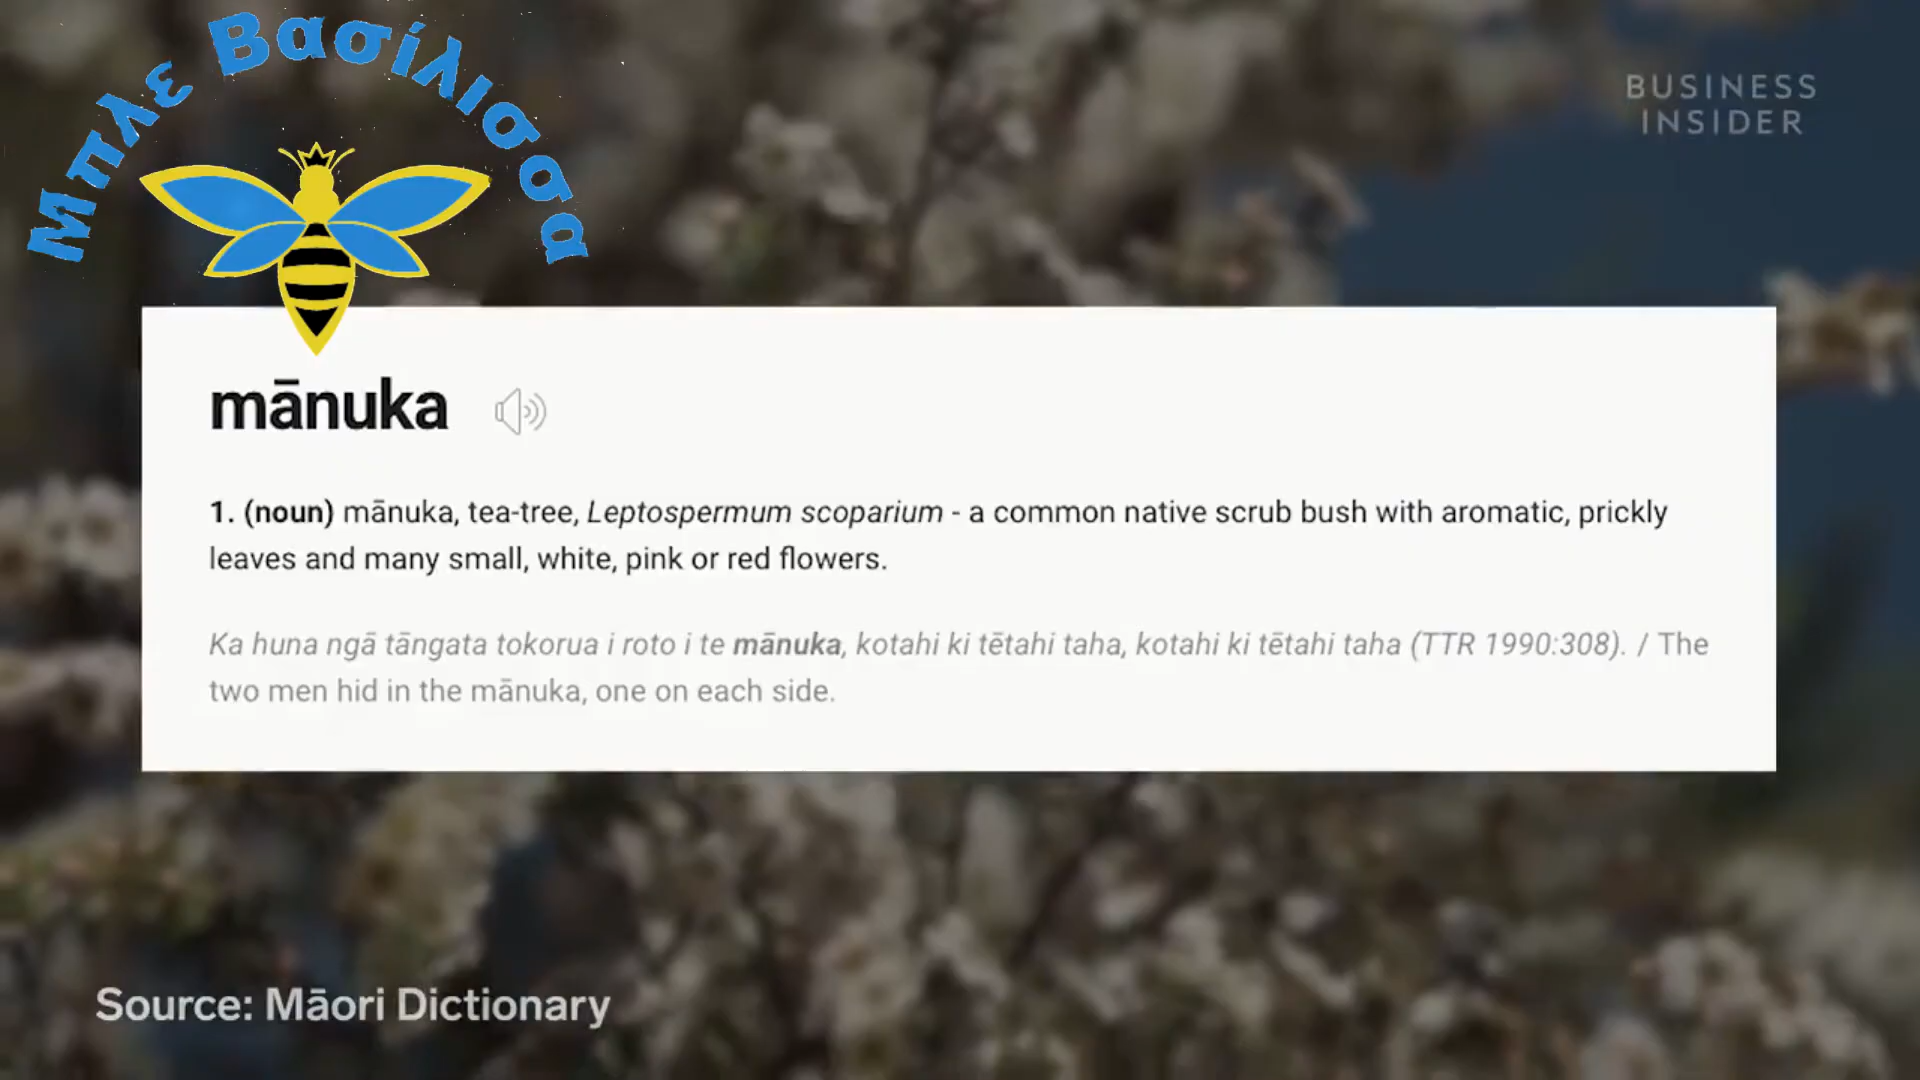 Μπλε Βασίλισσα
BUSINESS
INSIDER
mānuka
1. (noun) mānuka, tea-tree, Leptospermum scoparium - a common native scrub bush with aromatic, prickly
leaves and many small, white, pink or red flowers.
Ka huna ngā tāngata tokorua i roto i te mānuka, kotahi ki tētahi taha, kotahi ki tētahi taha (TTR 1990:308). / The
two men hid in the mānuka, one on each side.
Source: Māori Dictionary